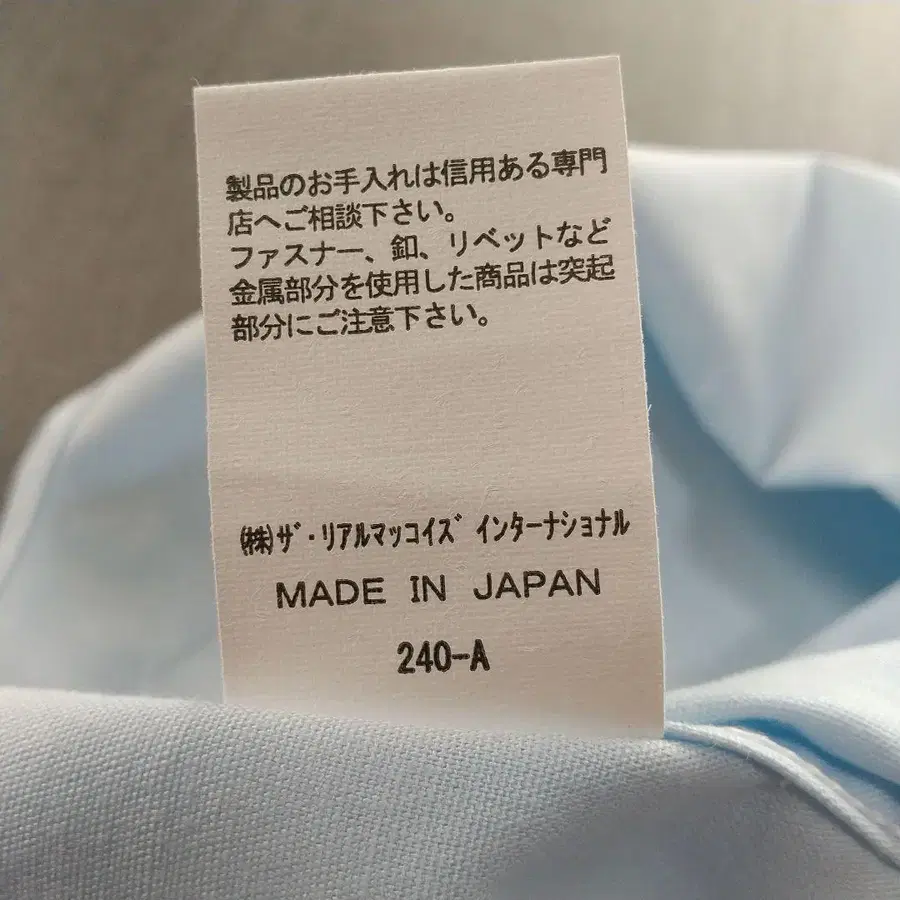 製品のお手入れは信用ある専門
店へご相談下さい。
ファスナー、釦、リベットなど
金属部分を使用した商品は突起
部分にご注意下さい。
㈱ｻﾞ･ﾘｱﾙﾏｯｺｲｽﾞ ｲﾝﾀｰﾅｼｮﾅﾙ
MADE IN JAPAN
240-A